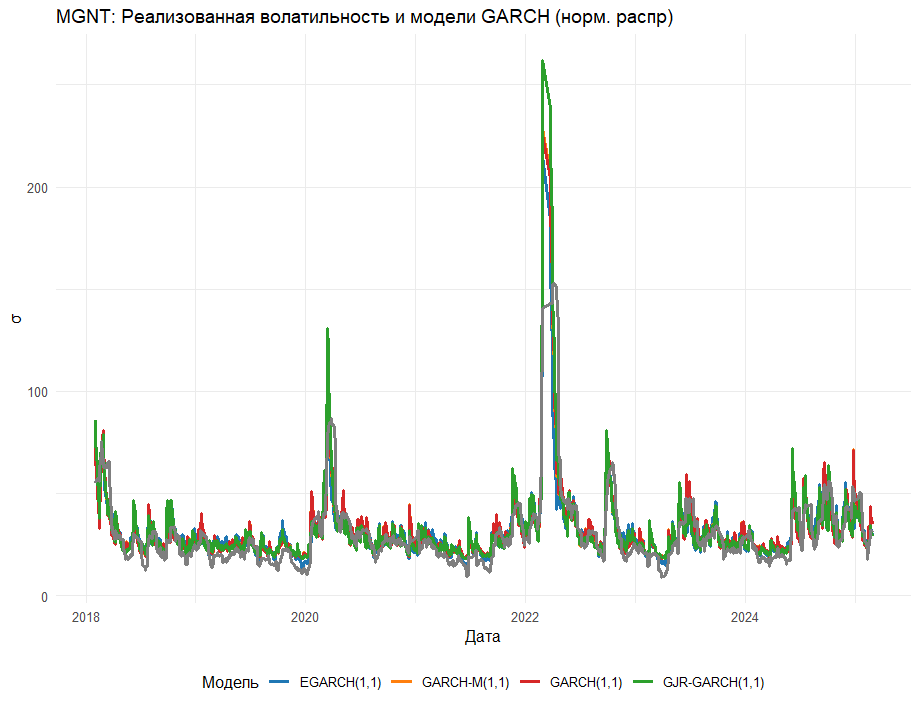 MGNT: Реализованная волатильность и модели GARCH (норм. распр)
σ
200
100
0
2018
2020
2022
2024
Дата
Модель EGARCH(1,1) GARCH-M(1,1) GARCH(1,1) GJR-GARCH(1,1)